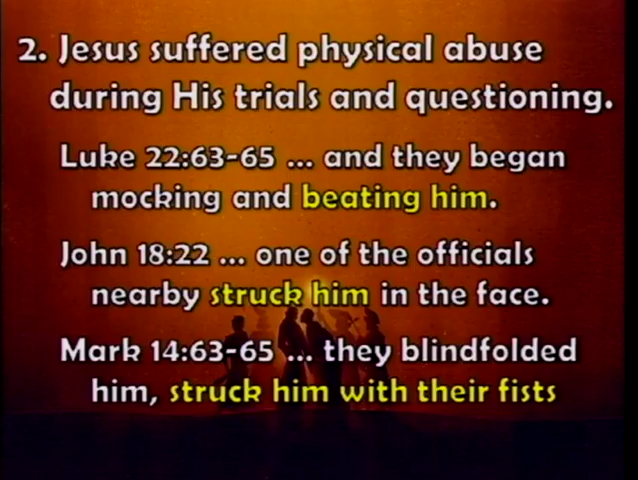 2. Jesus suffered physical abuse
during His trials and questioning.
Luke 22:63-65 ... and they began
mocking and beating him.
John 18:22 ... one of the officials
nearby struck him in the face.
Mark 14:63-65 ... they blindfolded
him, struck him with their fists